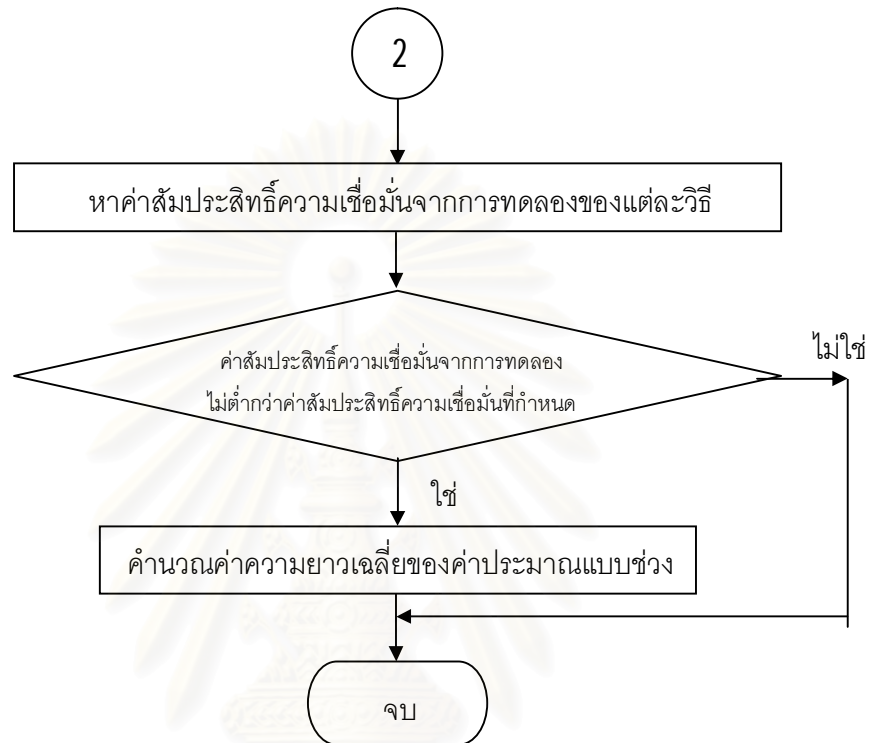 2
หาค่าสัมประสิทธิ์ความเชื่อมั่นจากการทดลองของแต่ละวิธี
ไม่ใช่
ค่าสัมประสิทธิ์ความเชื่อมั่นจากการทดลอง
ไม่ต่ำกว่าค่าสัมประสิทธิ์ความเชื่อมั่นที่กำหนด
ใช่
คำนวณค่าความยาวเฉลี่ยของค่าประมาณแบบช่วง
จบ